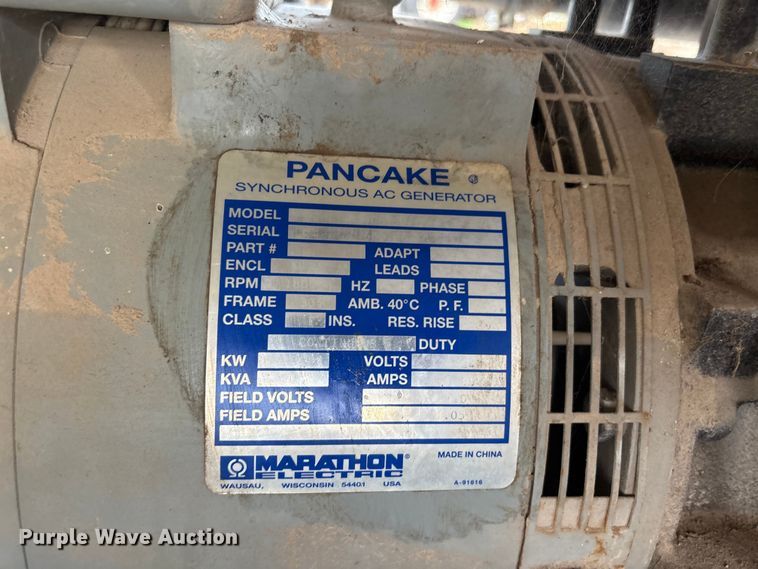 PANCAKE
SYNCHRONOUS AC GENERATOR
MODEL
SERIAL
PART # ADAPT
ENCL LEADS
RPM HZ PHASE
FRAME AMB. 40°C P. F.
CLASS INS. RES. RISE
DUTY
KW VOLTS
KVA AMPS
FIELD VOLTS
FIELD AMPS
MARATHON® MADE IN CHINA
ELECTRIC
WAUSAU, WISCONSIN 54401 USA A-91616
Purple Wave Auction